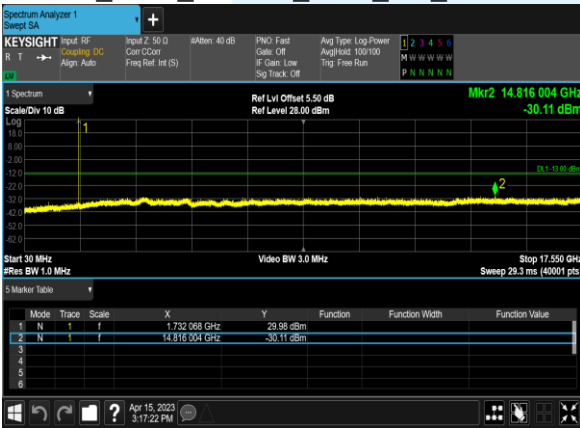 Spectrum Analyzer 1
Swept SA
+
KEYSIGHT Input: RF Input Z: 50 Ω #Atten: 40 dB PNO: Fast Avg Type: Log-Power 1 2 3 4 5 6
R T Coupling: DC Corr CCorr Gate: Off Avg|Hold: 100/100 M W W W W W
Align: Auto Freq Ref: Int (S) IF Gain: Low Trig: Free Run
LV Sig Track: Off P N N N N N
1 Spectrum Ref Lvl Offset 5.50 dB Mkr2 14.816 004 GHz
Scale/Div 10 dB Ref Level 28.00 dBm -30.11 dBm
Log
18.0 1
8.00
-2.00
-12.0 DL1 -13.00 dBm
-22.0 2
-32.0
-42.0
-52.0
-62.0
Start 30 MHz Video BW 3.0 MHz Stop 17.550 GHz
#Res BW 1.0 MHz Sweep 29.3 ms (40001 pts
5 Marker Table
Mode Trace Scale X Y Function Function Width Function Value
1 N 1 f 1.732 068 GHz 29.98 dBm
2 N 1 f 14.816 004 GHz -30.11 dBm
3
4
5
6
? Apr 15, 2023
3:17:22 PM